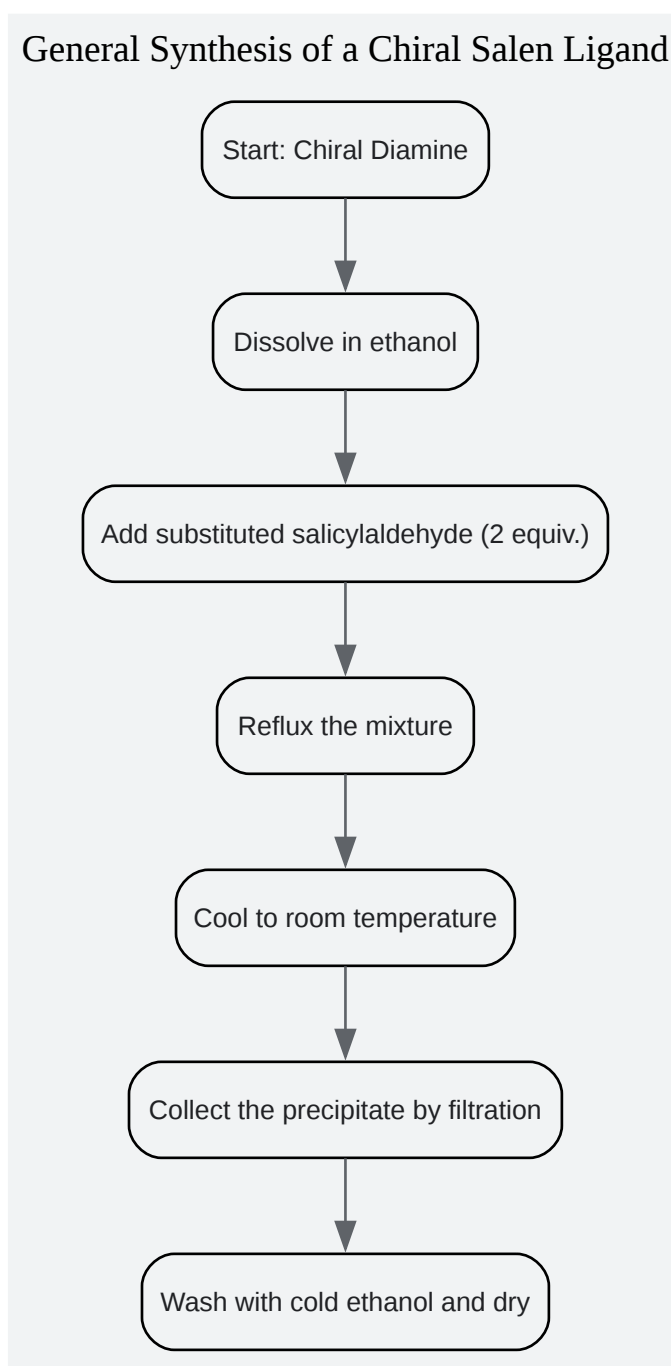 General Synthesis of a Chiral Salen Ligand
Start: Chiral Diamine
Dissolve in ethanol
Add substituted salicylaldehyde (2 equiv.)
Reflux the mixture
Cool to room temperature
Collect the precipitate by filtration
Wash with cold ethanol and dry